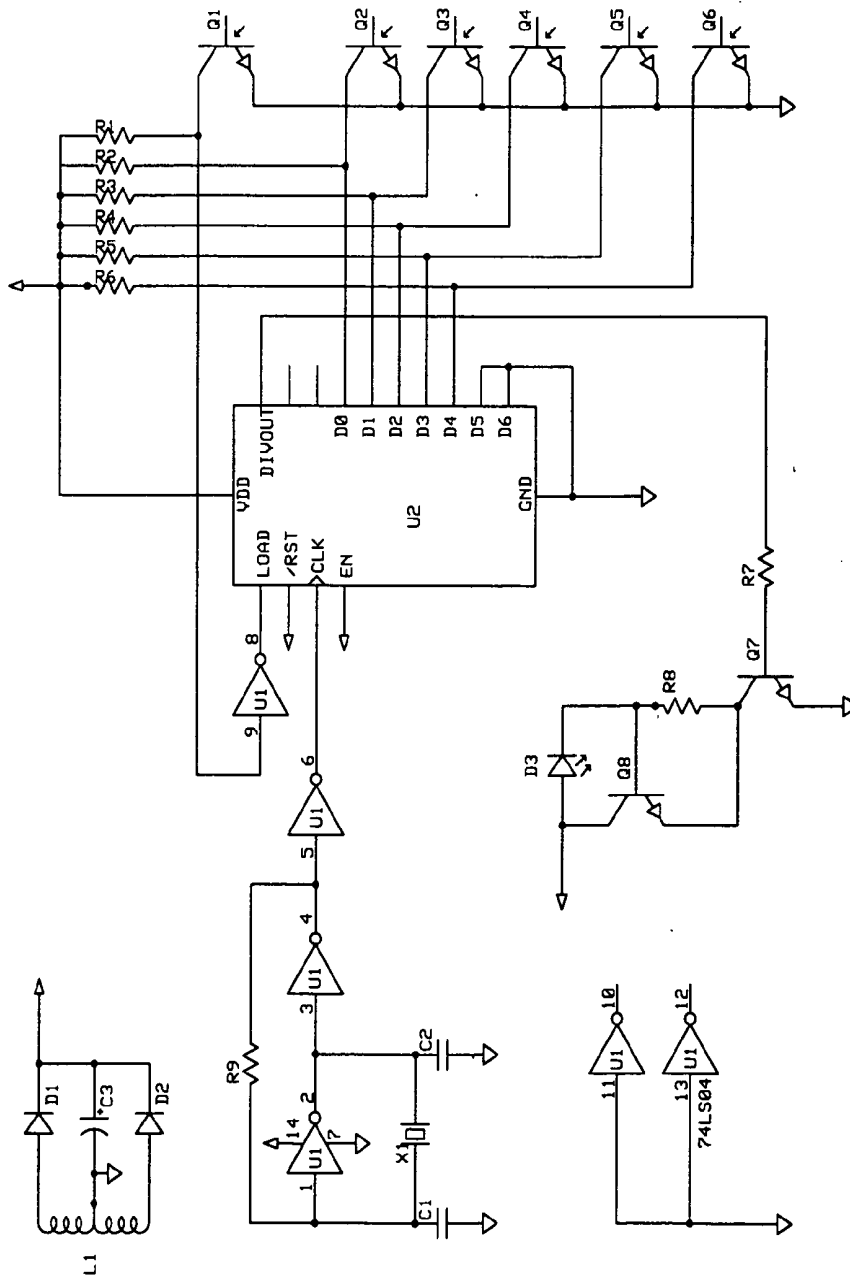 Q1
Q2
Q3
Q4
Q5
Q6
R1
R2
R3
R4
R5
R6
VDD
DIVOUT
D0
D1
D2
D3
D4
D5
D6
GND
U2
LOAD
/RST
CLK
EN
8
U1
9
6
U1
5
4
U1
3
R9
2
14
U1
7
1
X1
C1
C2
D1
C3
+
D2
L1
R7
Q7
R8
D3
Q8
10
U1
11
12
U1
13
74LS04